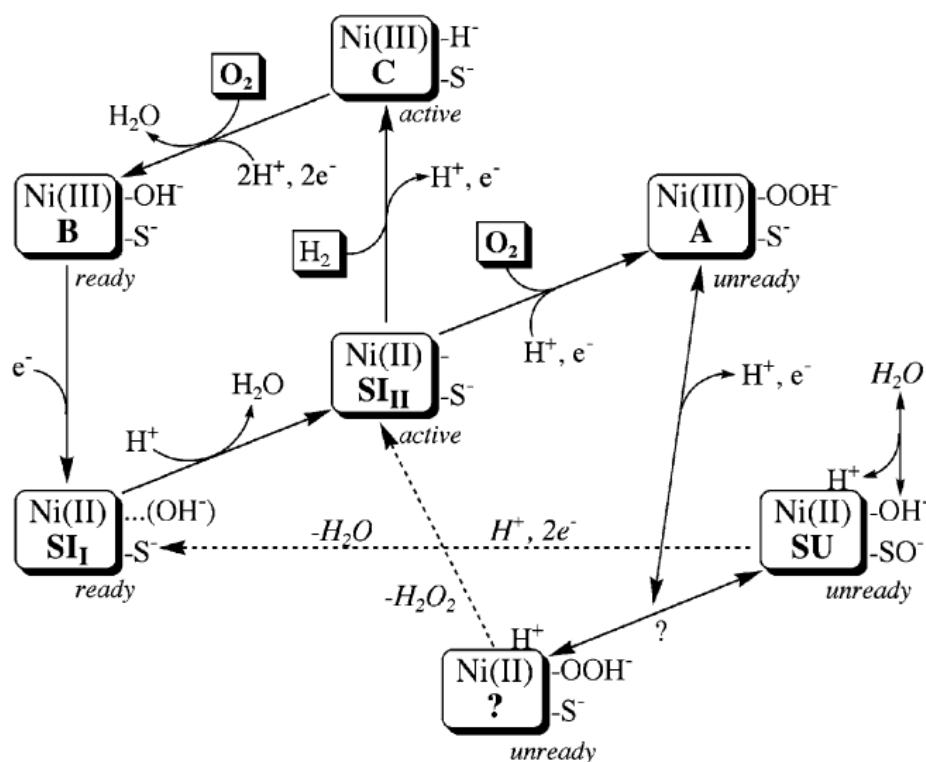 Ni(III) -H⁻
C -S⁻
active
O₂
H₂O
2H⁺, 2e⁻
Ni(III) -OH⁻
B -S⁻
ready
H⁺, e⁻
H₂
O₂
H⁺, e⁻
Ni(III) -OOH⁻
A -S⁻
unready
e⁻
H⁺
H₂O
Ni(II) -
SI_II -S⁻
active
H⁺, e⁻
H₂O
H⁺
Ni(II) ...(OH⁻)
SI_I -S⁻
ready
-H₂O
H⁺, 2e⁻
Ni(II) -OH⁻
SU -SO⁻
unready
-H₂O₂
?
H⁺
Ni(II) -OOH⁻
? -S⁻
unready